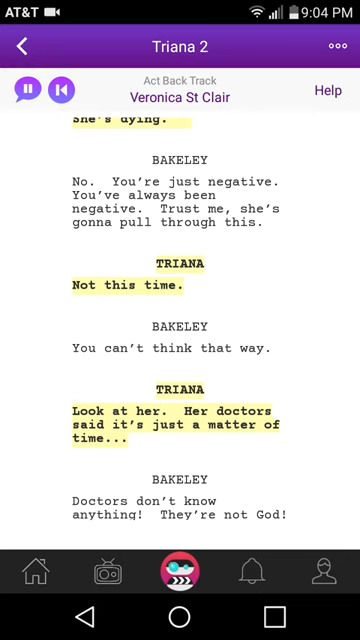 AT&T
9:04 PM
Triana 2
Act Back Track
Veronica St Clair
Help
She's dying.
BAKELEY
No.  You're just negative.
You've always been
negative.  Trust me, she's
gonna pull through this.
TRIANA
Not this time.
BAKELEY
You can't think that way.
TRIANA
Look at her.  Her doctors
said it's just a matter of
time...
BAKELEY
Doctors don't know
anything!  They're not God!